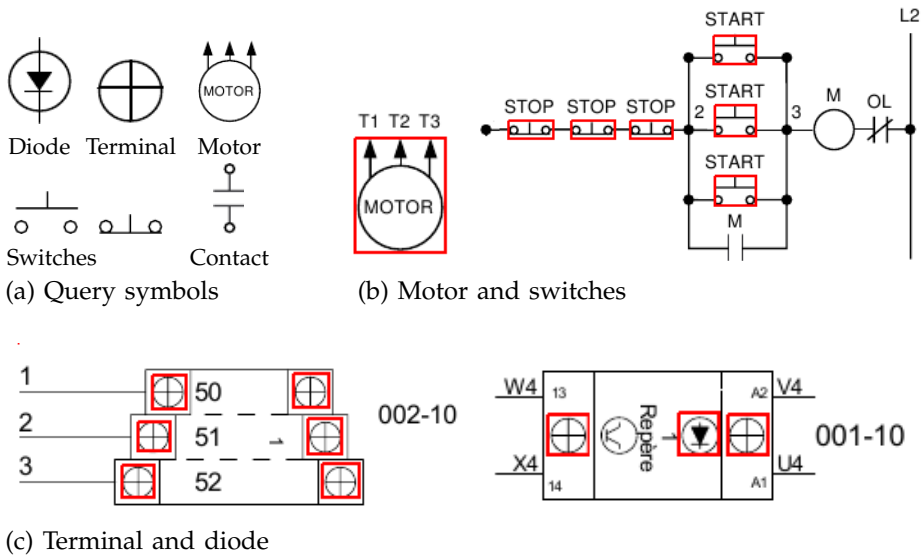 MOTOR
Diode Terminal Motor
Switches Contact
(a) Query symbols
START L2
STOP STOP STOP 2 START 3 M OL
T1 T2 T3
MOTOR
START
M
(b) Motor and switches
1 50
2 51 1
3 52
002-10
W4 13 A2 V4
Repère 1
X4 14 A1 U4
001-10
(c) Terminal and diode